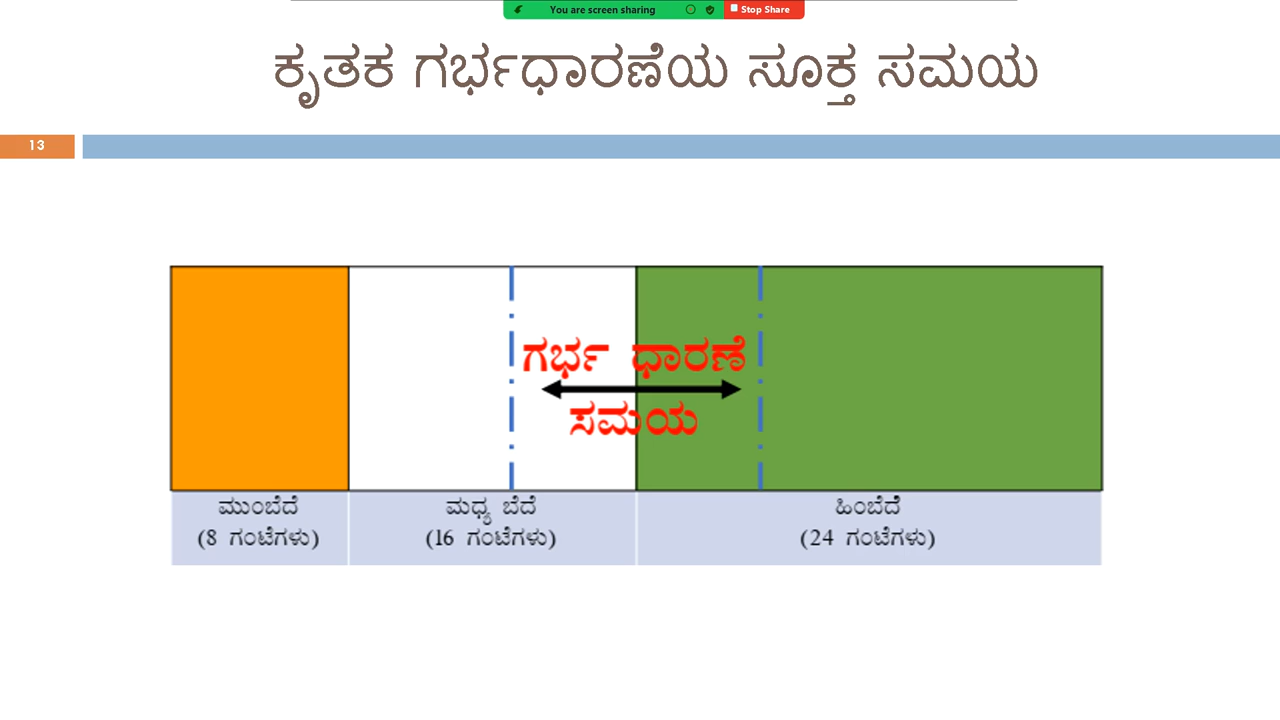 You are screen sharing Stop Share
ಕೃತಕ ಗರ್ಭಧಾರಣೆಯ ಸೂಕ್ತ ಸಮಯ
13
ಗರ್ಭ ಧಾರಣೆ
ಸಮಯ
ಮುಂಬೆದೆ
(8 ಗಂಟೆಗಳು)
ಮಧ್ಯ ಬೆದೆ
(16 ಗಂಟೆಗಳು)
ಹಿಂಬೆದೆ
(24 ಗಂಟೆಗಳು)